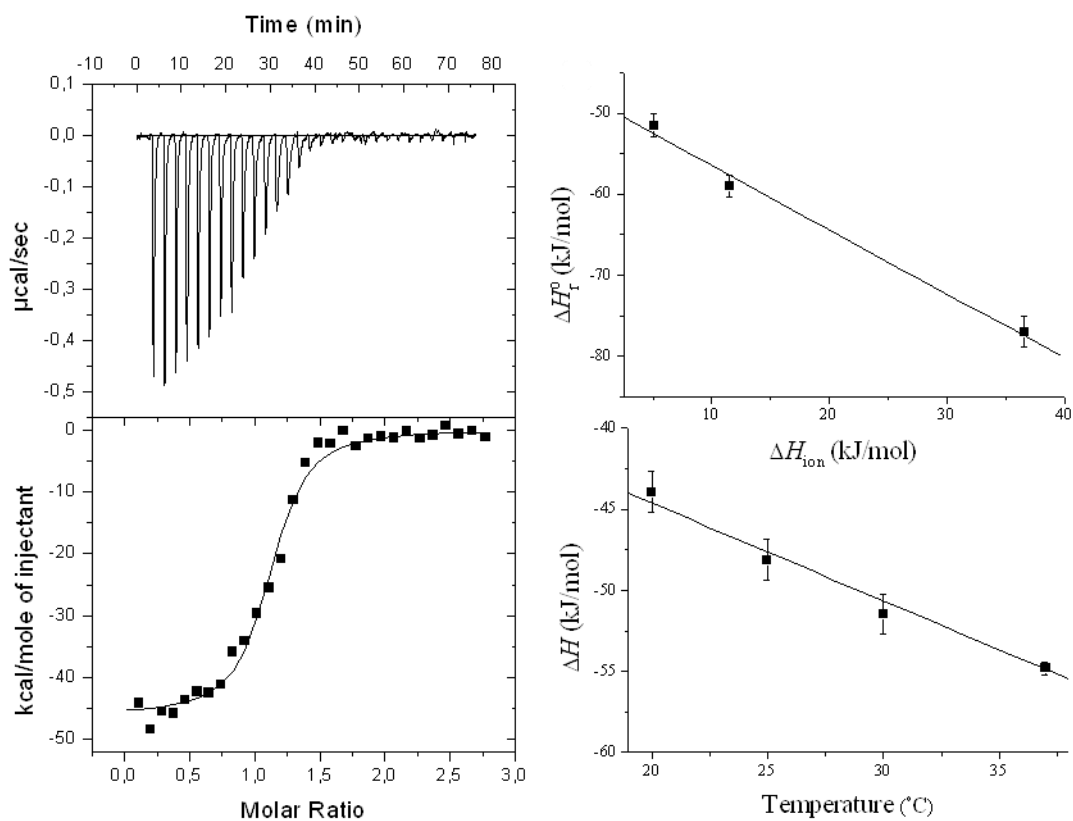 Time (min)
-10 0 10 20 30 40 50 60 70 80 90
0,1
0,0
-0,1
-0,2
-0,3
-0,4
-0,5
µcal/sec
0
-10
-20
-30
-40
-50
kcal/mole of injectant
0,0 0,5 1,0 1,5 2,0 2,5 3,0
Molar Ratio
-50
-60
-70
-80
ΔH⁰r (kJ/mol)
10 20 30 40
ΔHion (kJ/mol)
-40
-45
-50
-55
-60
ΔH (kJ/mol)
20 25 30 35
Temperature (°C)